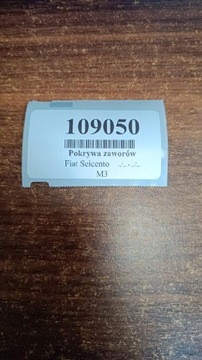 109050
Pokrywa zaworów
Fiat Seicento -/.-./..
M3